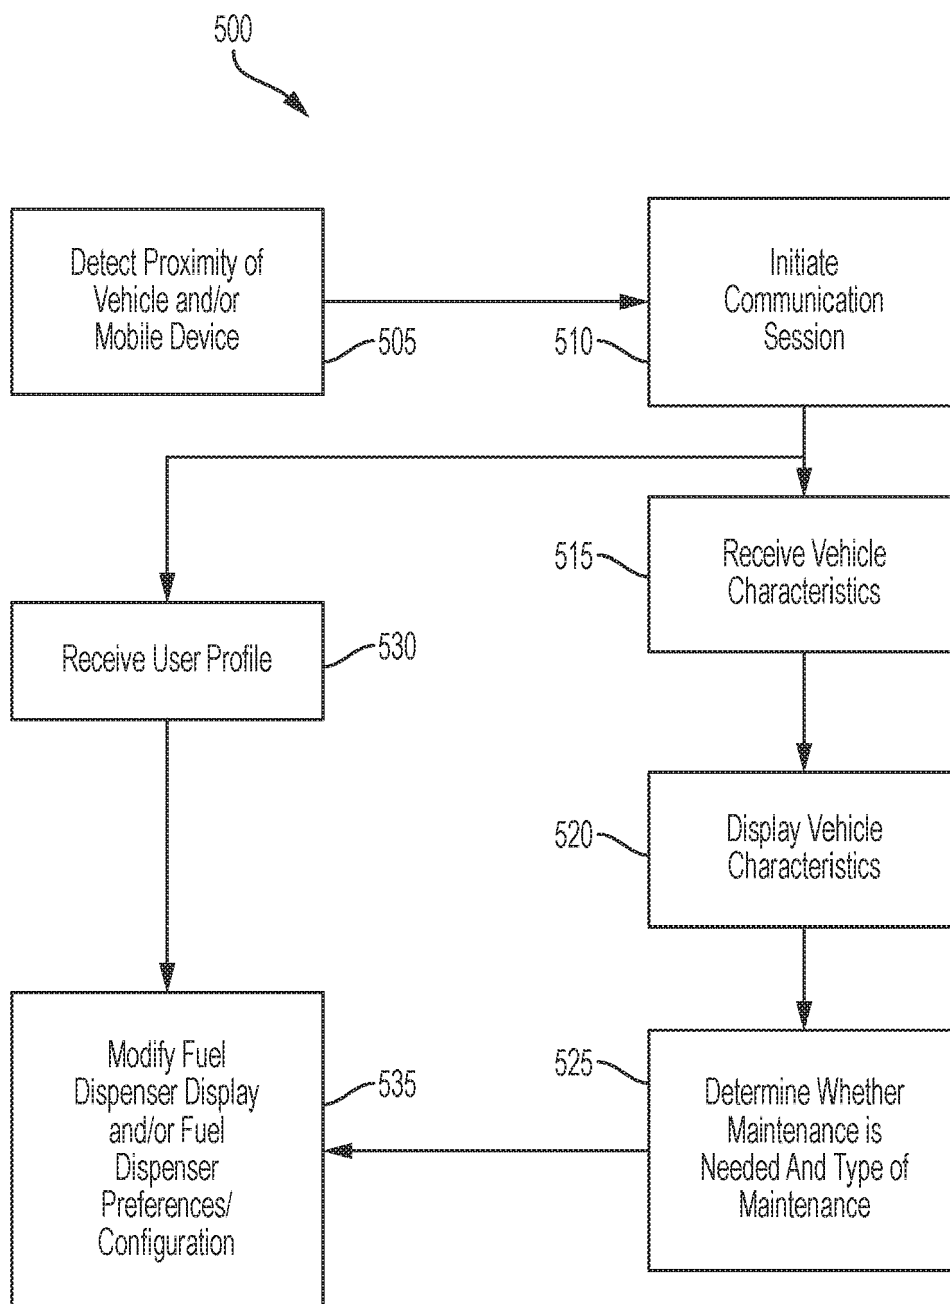 500
Detect Proximity of
Vehicle and/or
Mobile Device
505
Initiate
Communication
Session
510
515
Receive Vehicle
Characteristics
Receive User Profile
530
520
Display Vehicle
Characteristics
Modify Fuel
Dispenser Display
and/or Fuel
Dispenser
Preferences/
Configuration
535
525
Determine Whether
Maintenance is
Needed And Type of
Maintenance